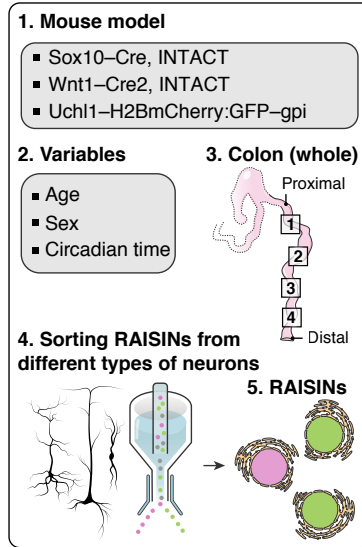 1. Mouse model
▪ Sox10–Cre, INTACT
▪ Wnt1–Cre2, INTACT
▪ Uchl1–H2BmCherry:GFP–gpi
2. Variables
▪ Age
▪ Sex
▪ Circadian time
3. Colon (whole)
Proximal
1
2
3
4
Distal
4. Sorting RAISINs from
different types of neurons
5. RAISINs